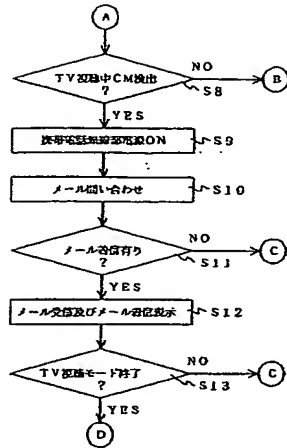 A
TV視聴中CM検出
?
NO
B
S8
YES
携帯電話無線部電源ON
S9
メール問い合わせ
S10
メール着信有り
?
NO
C
S11
YES
メール受信及びメール着信表示
S12
TV視聴モード終了
?
NO
C
S13
YES
D